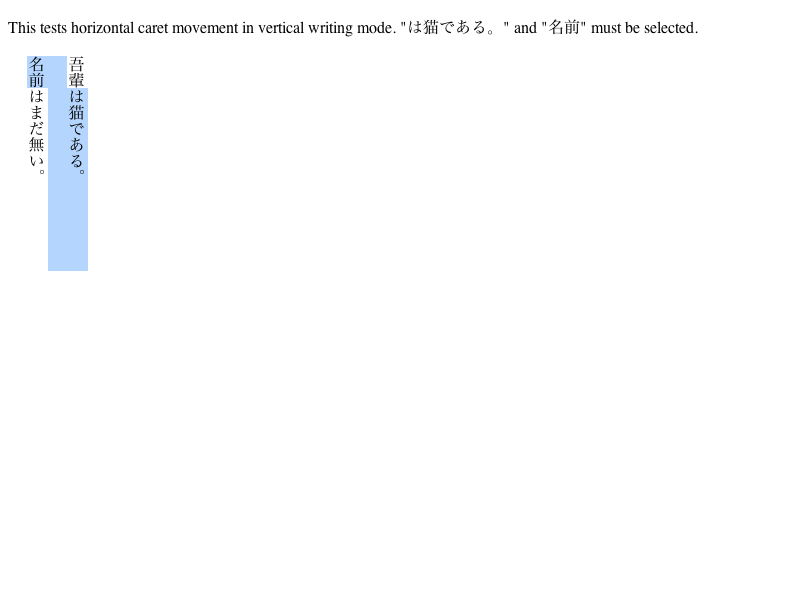 This tests horizontal caret movement in vertical writing mode. "は猫である。" and "名前" must be selected.
吾輩は猫である。
名前はまだ無い。